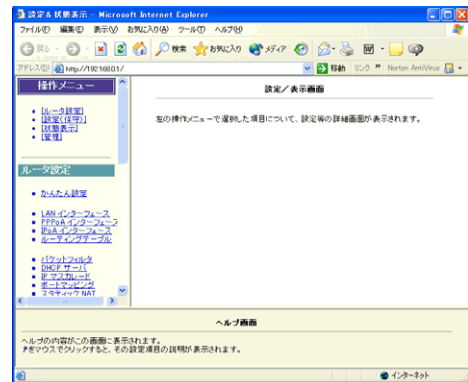 設定&状態表示 - Microsoft Internet Explorer
ファイル(F) 編集(E) 表示(V) お気に入り(A) ツール(T) ヘルプ(H)
戻る 検索 お気に入り メディア
アドレス(D) http://192.168.0.1/ 移動 リンク » Norton AntiVirus
操作メニュー
[ルータ設定]
[設定(保守)]
[状態表示]
[管理]
ルータ設定
かんたん設定
LAN インターフェース
PPPoA インターフェース
IPoA インターフェース
ルーティングテーブル
パケットフィルタ
DHCP サーバ
IP マスカレード
ポートマッピング
スタティック NAT
設定/表示画面
左の操作メニューで選択した項目について、設定等の詳細画面が表示されます。
ヘルプ画面
ヘルプの内容がこの画面に表示されます。
?をマウスでクリックすると、その設定項目の説明が表示されます。
インターネット